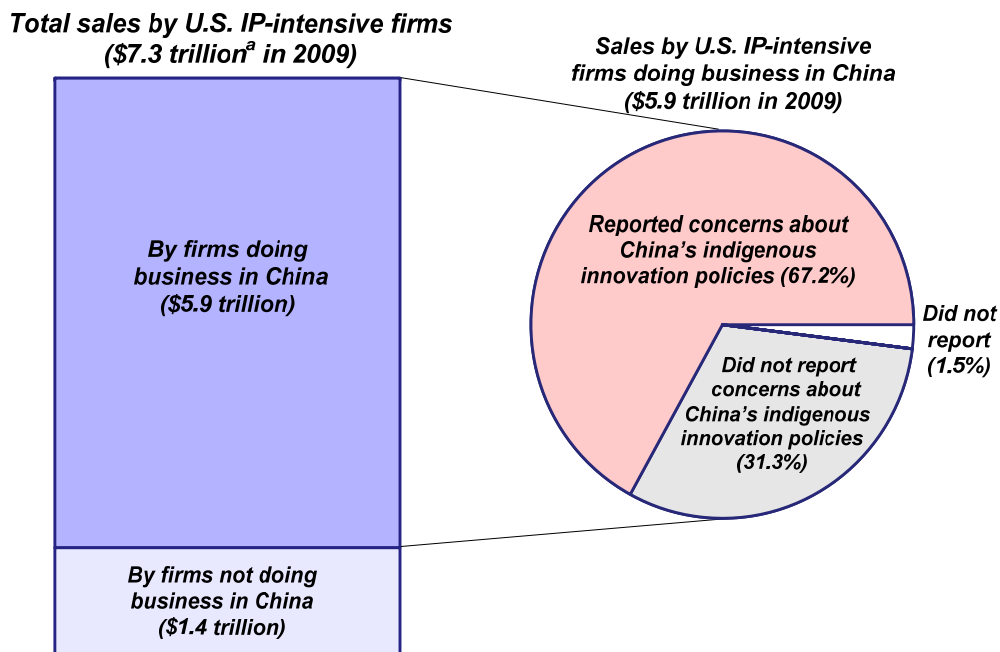 Total sales by U.S. IP-intensive firms
($7.3 trillionª in 2009)
Sales by U.S. IP-intensive
firms doing business in China
($5.9 trillion in 2009)
By firms doing
business in China
($5.9 trillion)
Reported concerns about
China's indigenous
innovation policies (67.2%)
Did not
report
(1.5%)
Did not report
concerns about
China's indigenous
innovation policies
(31.3%)
By firms not doing
business in China
($1.4 trillion)